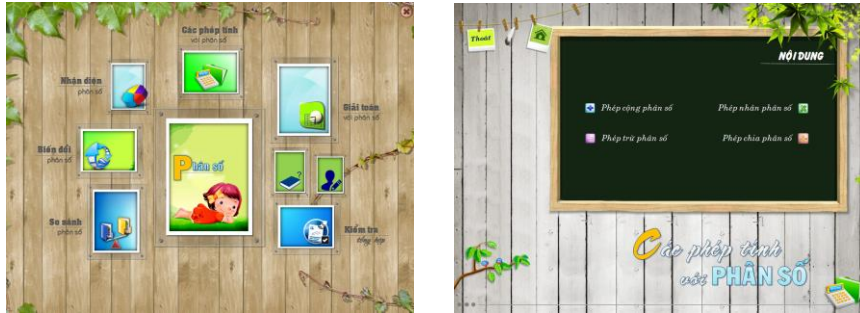 Các phép tính
với phân số
Nhận diện
phân số
Giải toán
với phân số
Biến đổi
phân số
Phân số
So sánh
phân số
Kiểm tra
tổng hợp
Thoát
NỘI DUNG
Phép cộng phân số
Phép nhân phân số
Phép trừ phân số
Phép chia phân số
Các phép tính
với PHÂN SỐ